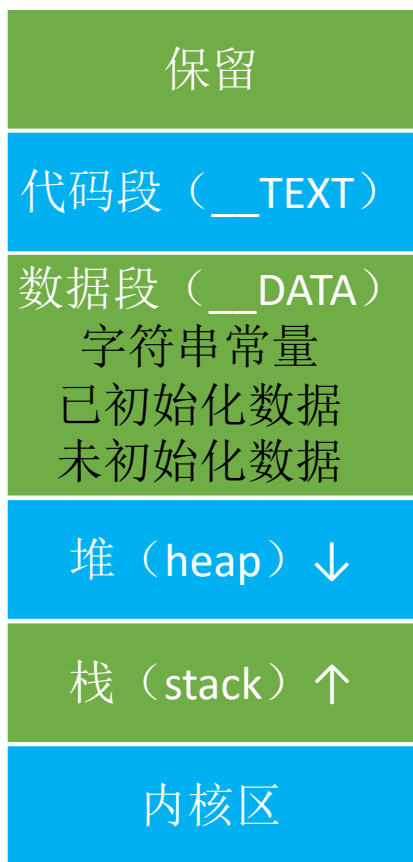 保留
代码段（__TEXT）
数据段（__DATA）
字符串常量
已初始化数据
未初始化数据
堆（heap）↓
栈（stack）↑
内核区